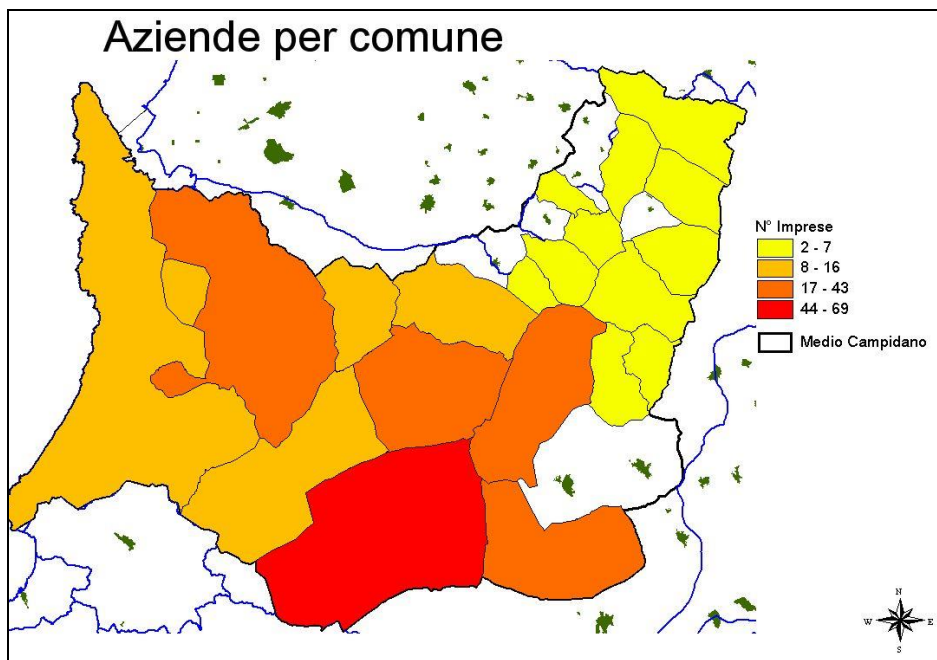 Aziende per comune
N° Imprese
2 - 7
8 - 16
17 - 43
44 - 69
Medio Campidano
N
W E
S